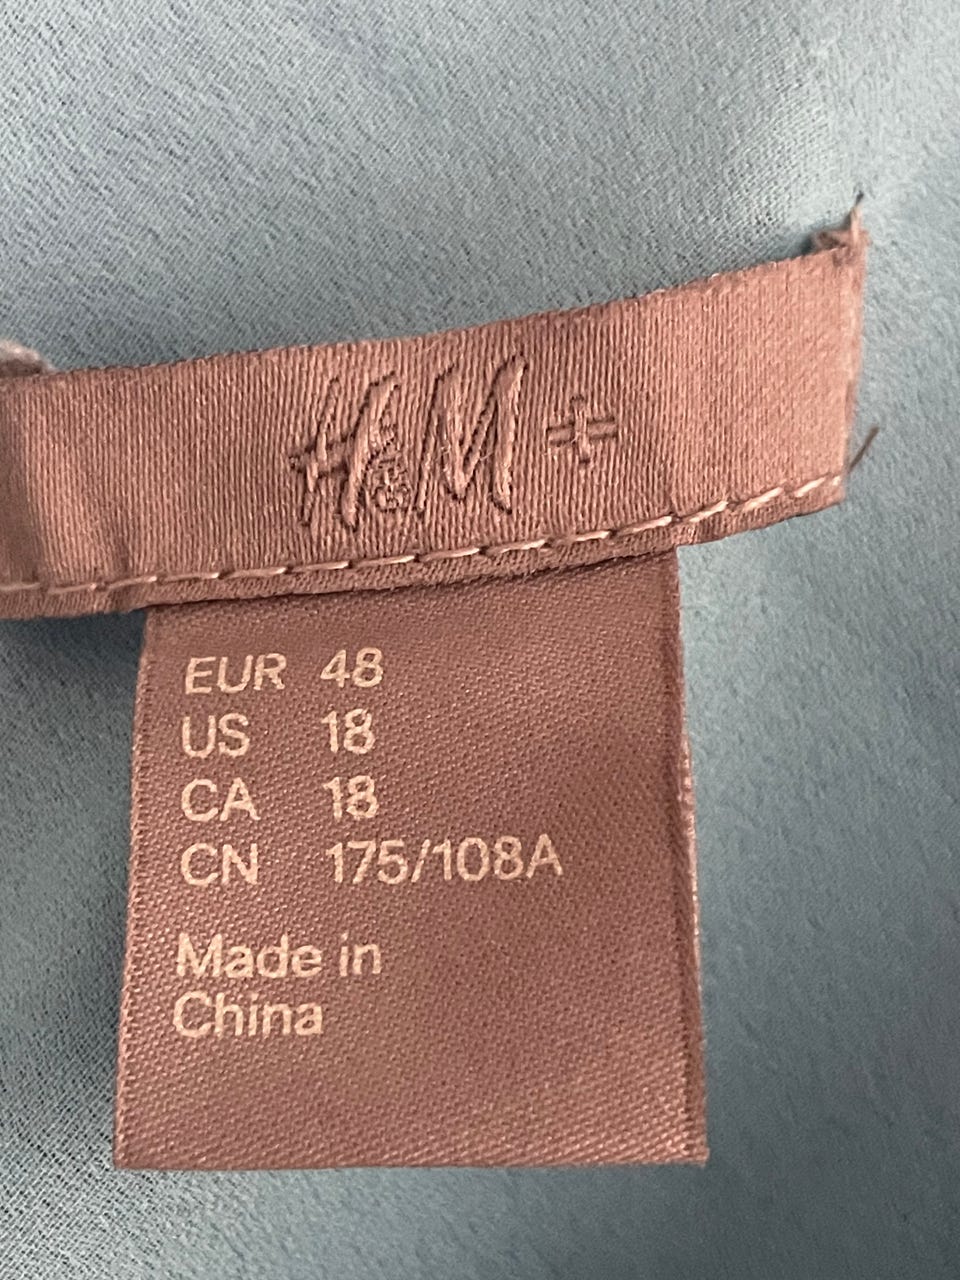 H&M+
EUR 48
US 18
CA 18
CN 175/108A
Made in
China